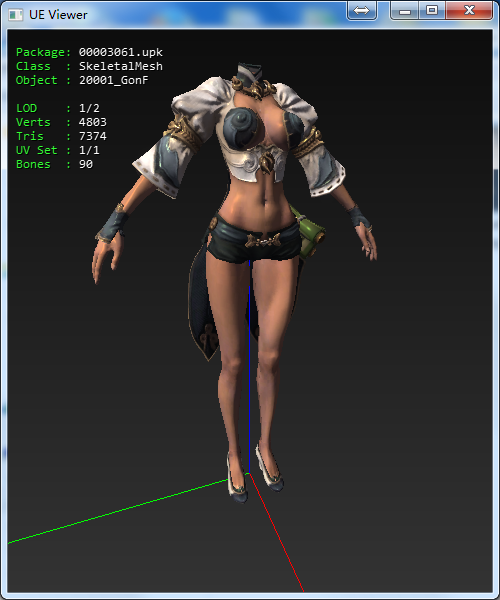 UE Viewer
Package: 00003061.upk
Class : SkeletalMesh
Object : 20001_GonF
LOD : 1/2
Verts : 4803
Tris : 7374
UV Set : 1/1
Bones : 90